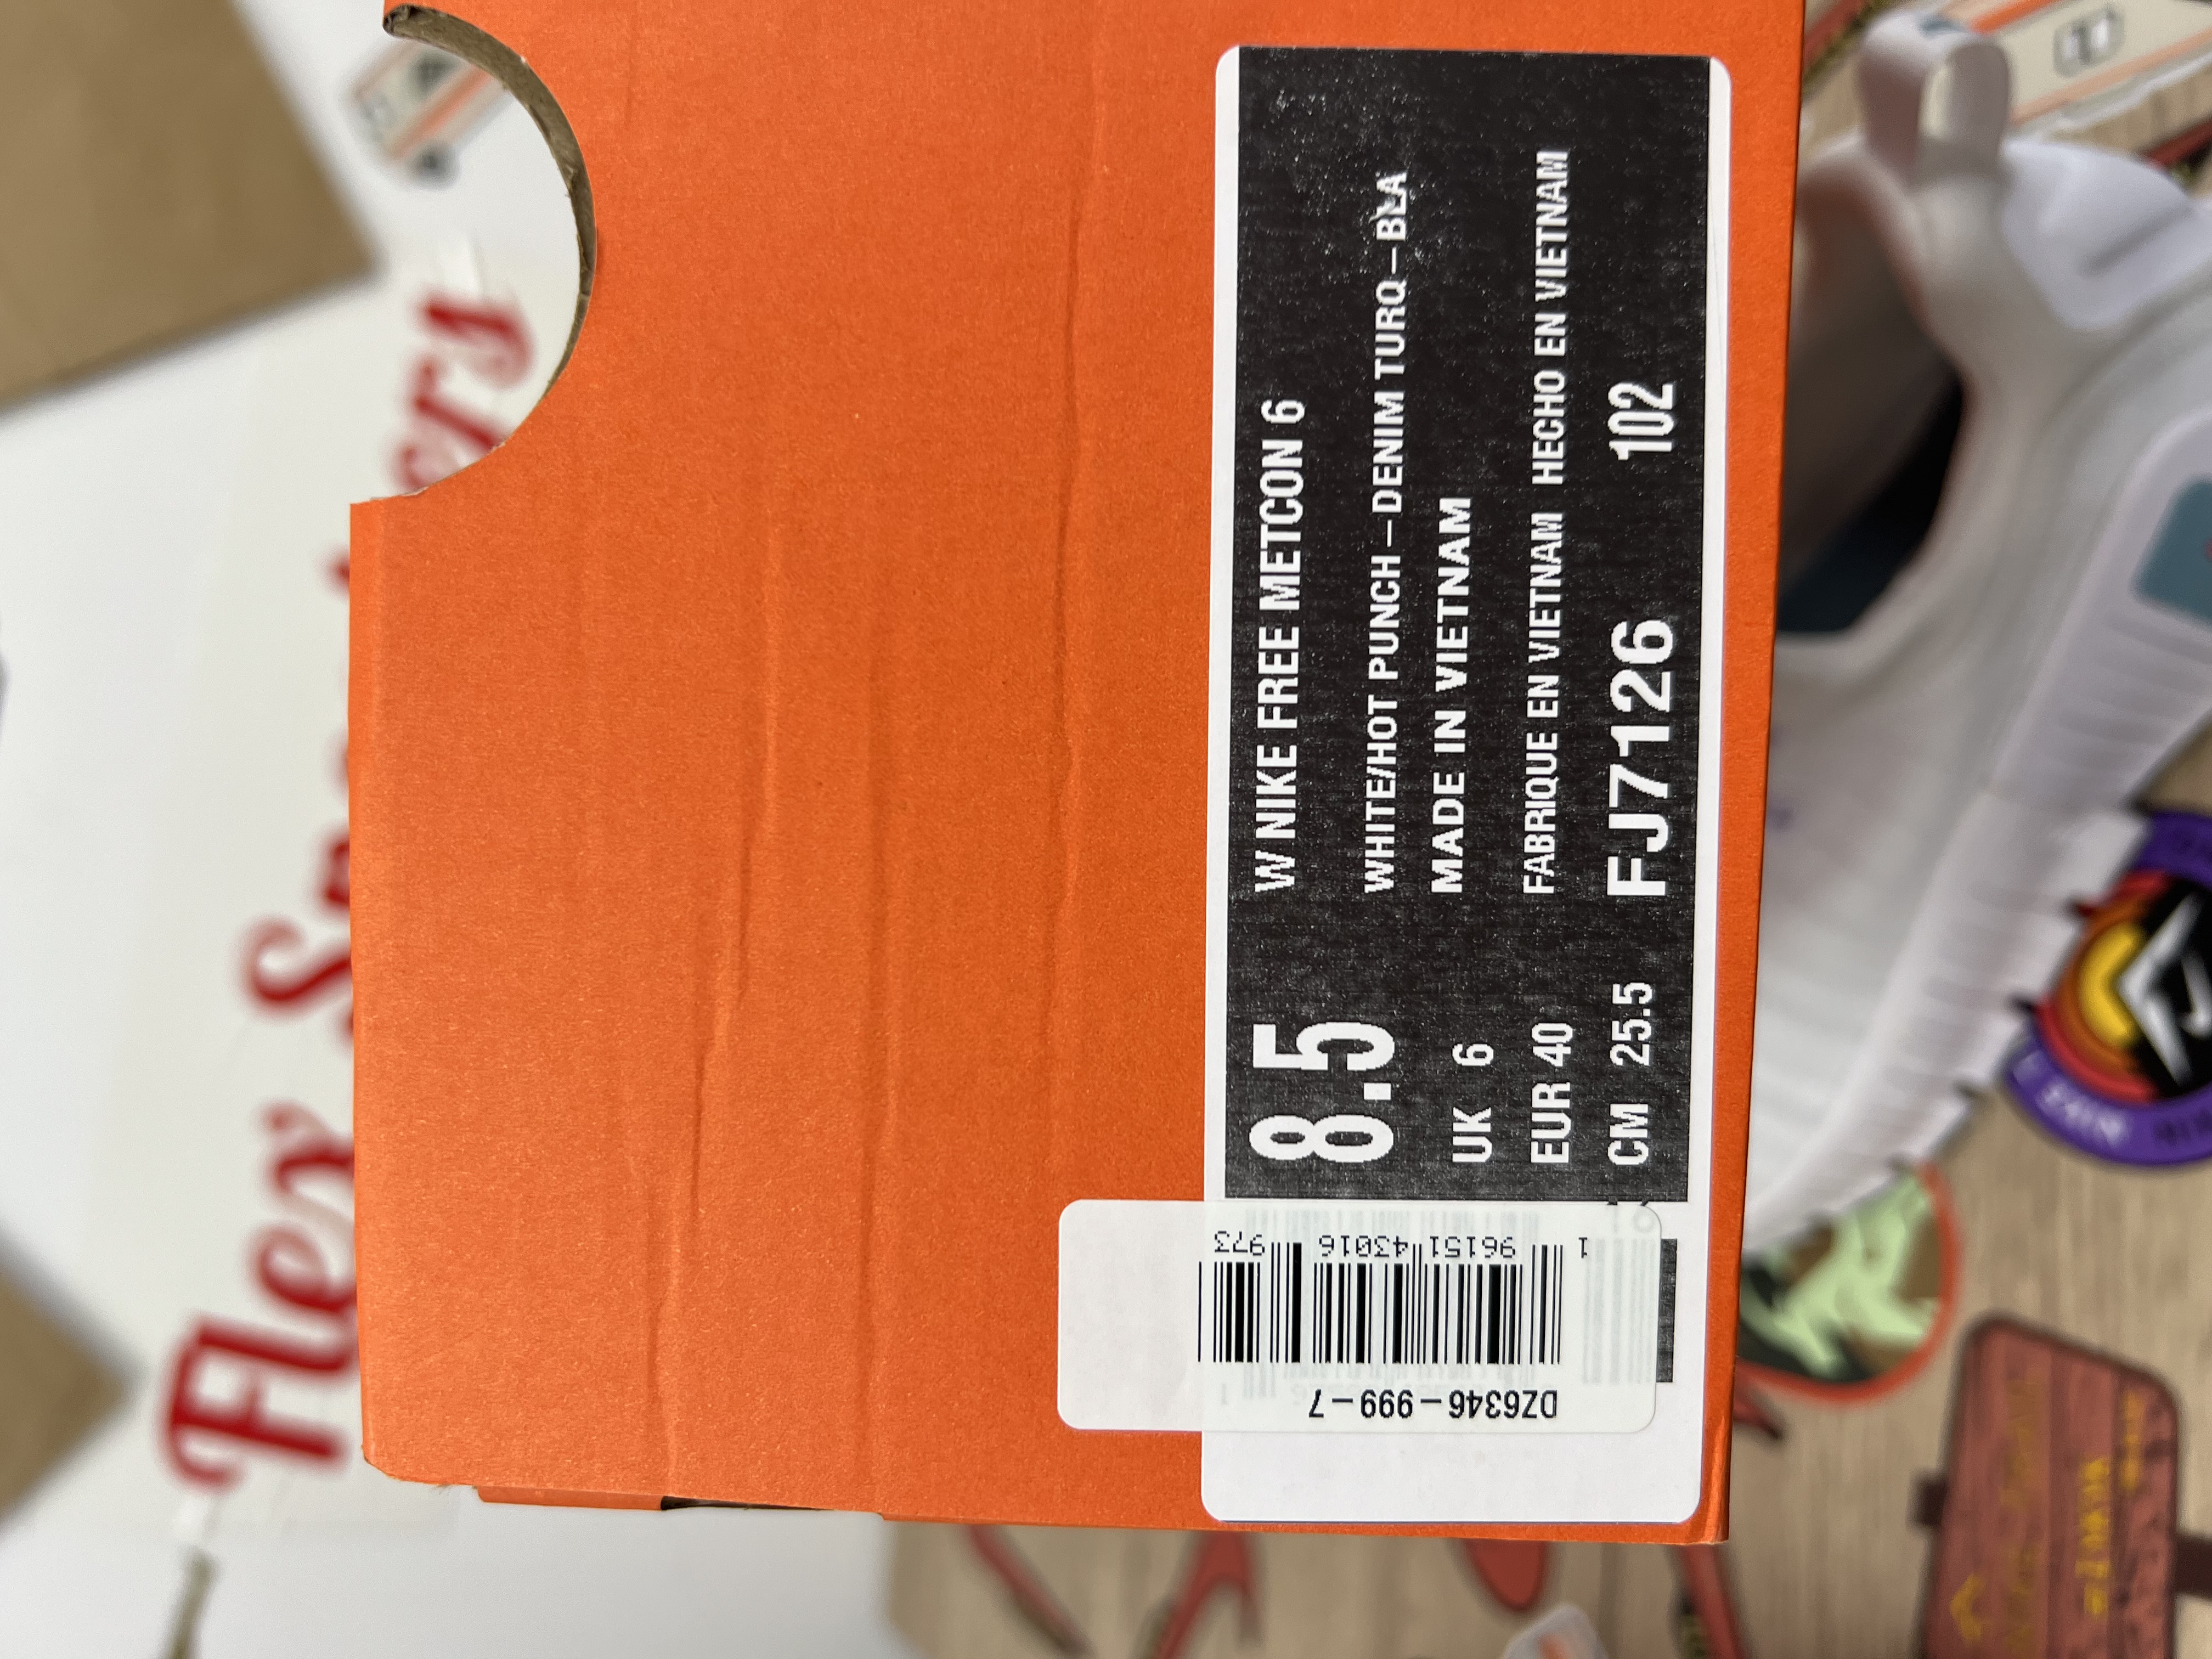 Flex Sneakers
DZ6346-999-7
1 96151 43016 973
8.5
UK 6
EUR 40
CM 25.5
W NIKE FREE METCON 6
WHITE/HOT PUNCH-DENIM TURQ-BLA
MADE IN VIETNAM
FABRIQUE EN VIETNAM HECHO EN VIETNAM
FJ7126 102
NIKE